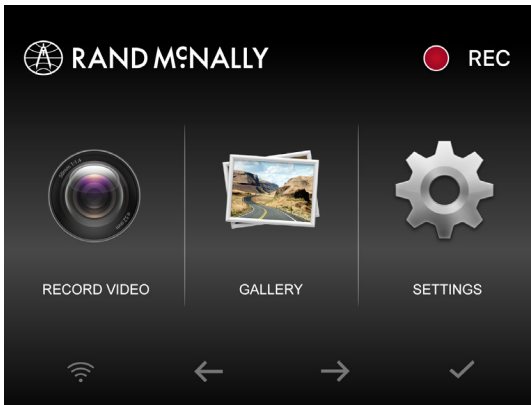 RAND MCNALLY
REC
RECORD VIDEO
GALLERY
SETTINGS